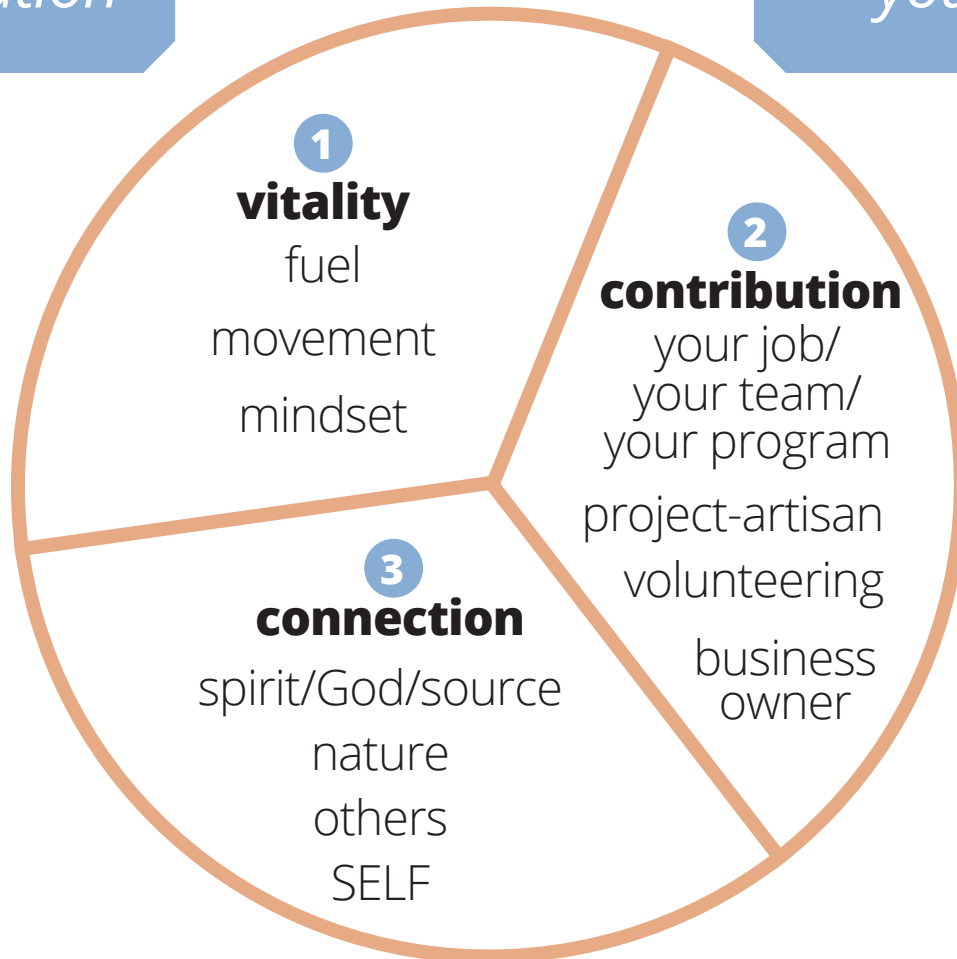 you
1
vitality
fuel
movement
mindset
2
contribution
your job/
your team/
your program
project-artisan
volunteering
business
owner
3
connection
spirit/God/source
nature
others
SELF